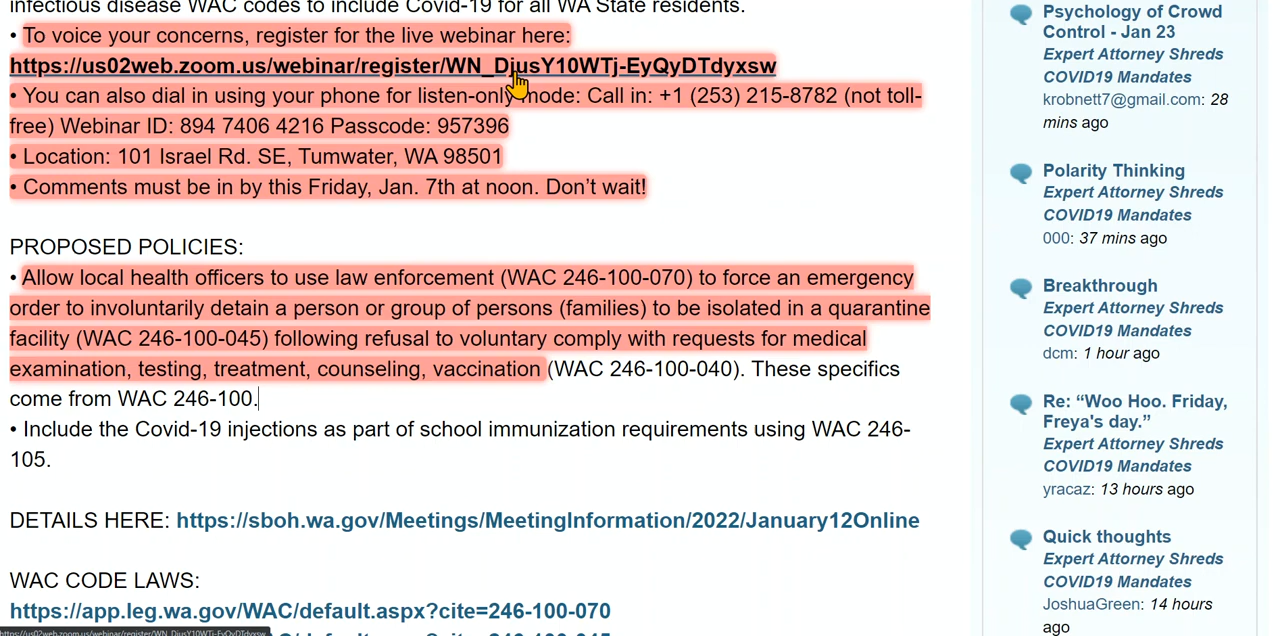 infectious disease WAC codes to include Covid-19 for all WA State residents.
• To voice your concerns, register for the live webinar here:
https://us02web.zoom.us/webinar/register/WN_DjusY10WTj-EyQyDTdyxsw
• You can also dial in using your phone for listen-only mode: Call in: +1 (253) 215-8782 (not toll-
free) Webinar ID: 894 7406 4216 Passcode: 957396
• Location: 101 Israel Rd. SE, Tumwater, WA 98501
• Comments must be in by this Friday, Jan. 7th at noon. Don’t wait!
PROPOSED POLICIES:
• Allow local health officers to use law enforcement (WAC 246-100-070) to force an emergency
order to involuntarily detain a person or group of persons (families) to be isolated in a quarantine
facility (WAC 246-100-045) following refusal to voluntary comply with requests for medical
examination, testing, treatment, counseling, vaccination (WAC 246-100-040). These specifics
come from WAC 246-100.
• Include the Covid-19 injections as part of school immunization requirements using WAC 246-
105.
DETAILS HERE: https://sboh.wa.gov/Meetings/MeetingInformation/2022/January12Online
WAC CODE LAWS:
https://app.leg.wa.gov/WAC/default.aspx?cite=246-100-070
https://us02web.zoom.us/webinar/register/WN_DjusY10WTj-EyQyDTdyxsw
Psychology of Crowd
Control - Jan 23
Expert Attorney Shreds
COVID19 Mandates
krobnett7@gmail.com: 28
mins ago
Polarity Thinking
Expert Attorney Shreds
COVID19 Mandates
000: 37 mins ago
Breakthrough
Expert Attorney Shreds
COVID19 Mandates
dcm: 1 hour ago
Re: “Woo Hoo. Friday,
Freya's day.”
Expert Attorney Shreds
COVID19 Mandates
yracaz: 13 hours ago
Quick thoughts
Expert Attorney Shreds
COVID19 Mandates
JoshuaGreen: 14 hours
ago